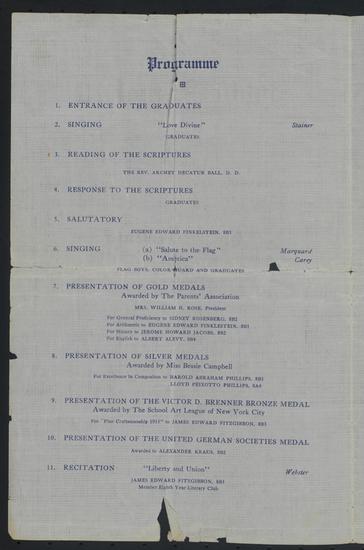 Programme
1. ENTRANCE OF THE GRADUATES
2. SINGING "Love Divine" Stainer
GRADUATES
3. READING OF THE SCRIPTURES
THE REV. ARCHEY DECATUR BALL, D. D.
4. RESPONSE TO THE SCRIPTURES
GRADUATES
5. SALUTATORY
EUGENE EDWARD FINKELSTEIN, 8B1
6. SINGING (a) "Salute to the Flag" Marquard
(b) "America" Carey
FLAG BOYS, COLOR GUARD AND GRADUATES
7. PRESENTATION OF GOLD MEDALS
Awarded by The Parents' Association
MRS. WILLIAM H. ROSE, President
For General Proficiency to SIDNEY ROSENBERG, 8B2
For Arithmetic to EUGENE EDWARD FINKLESTEIN, 8B1
For History to JEROME HOWARD JACOBS, 8B2
For English to ALBERT ALEVY, 8B4
8. PRESENTATION OF SILVER MEDALS
Awarded by Miss Bessie Campbell
For Excellence in Composition to HAROLD ABRAHAM PHILLIPS, 8B3
LLOYD PEIXOTTO PHILLIPS, 8A8
9. PRESENTATION OF THE VICTOR D. BRENNER BRONZE MEDAL
Awarded by The School Art League of New York City
For "Fine Craftsmanship 1911" to JAMES EDWARD FITZGIBBON, 8B1
10. PRESENTATION OF THE UNITED GERMAN SOCIETIES MEDAL
Awarded to ALEXANDER KRAUS, 8B2
11. RECITATION "Liberty and Union" Webster
JAMES EDWARD FITZGIBBON, 8B1
Member Eighth Year Literary Club